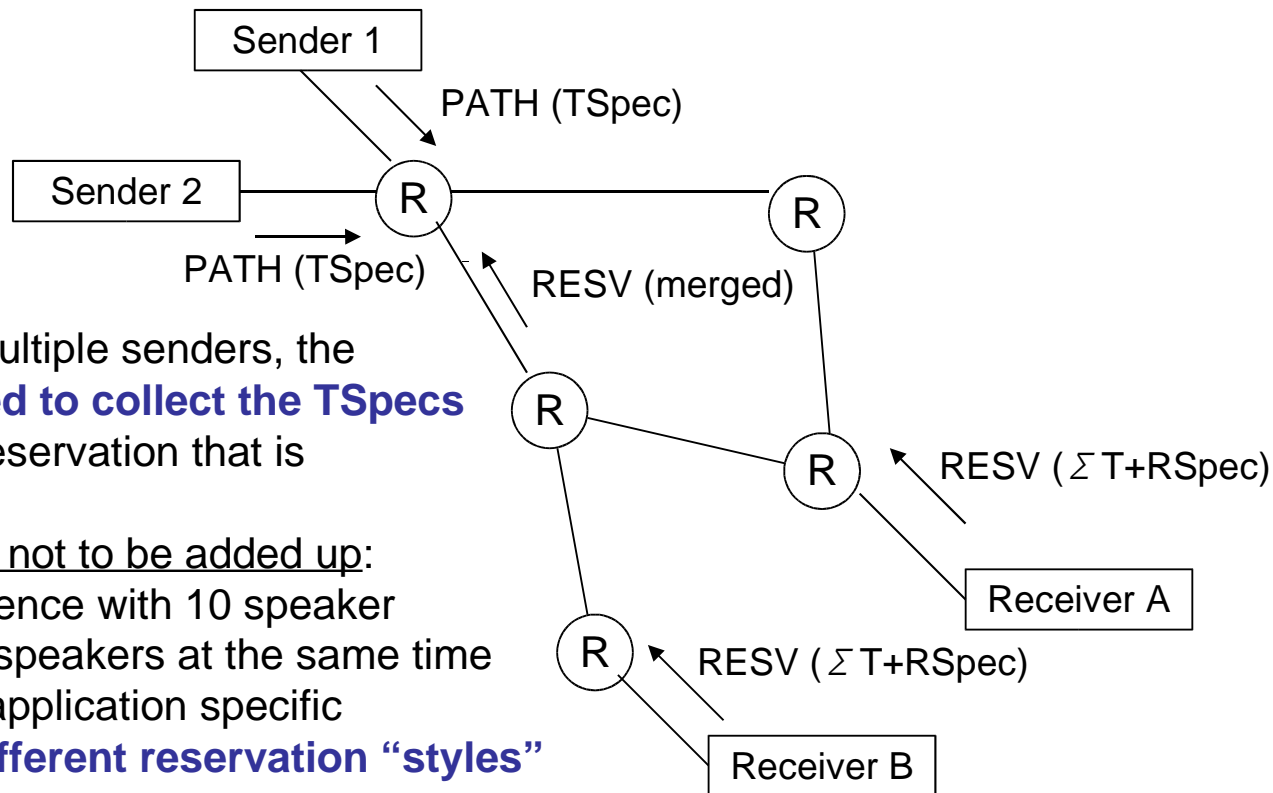 Sender 1
PATH (TSpec)
Sender 2
R
R
PATH (TSpec)
RESV (merged)
ultiple senders, the
ed to collect the TSpecs
eservation that is
R
R
RESV ( Σ T+RSpec)
not to be added up:
ence with 10 speaker
speakers at the same time
application specific
ifferent reservation “styles”
Receiver A
R
RESV ( Σ T+RSpec)
Receiver B